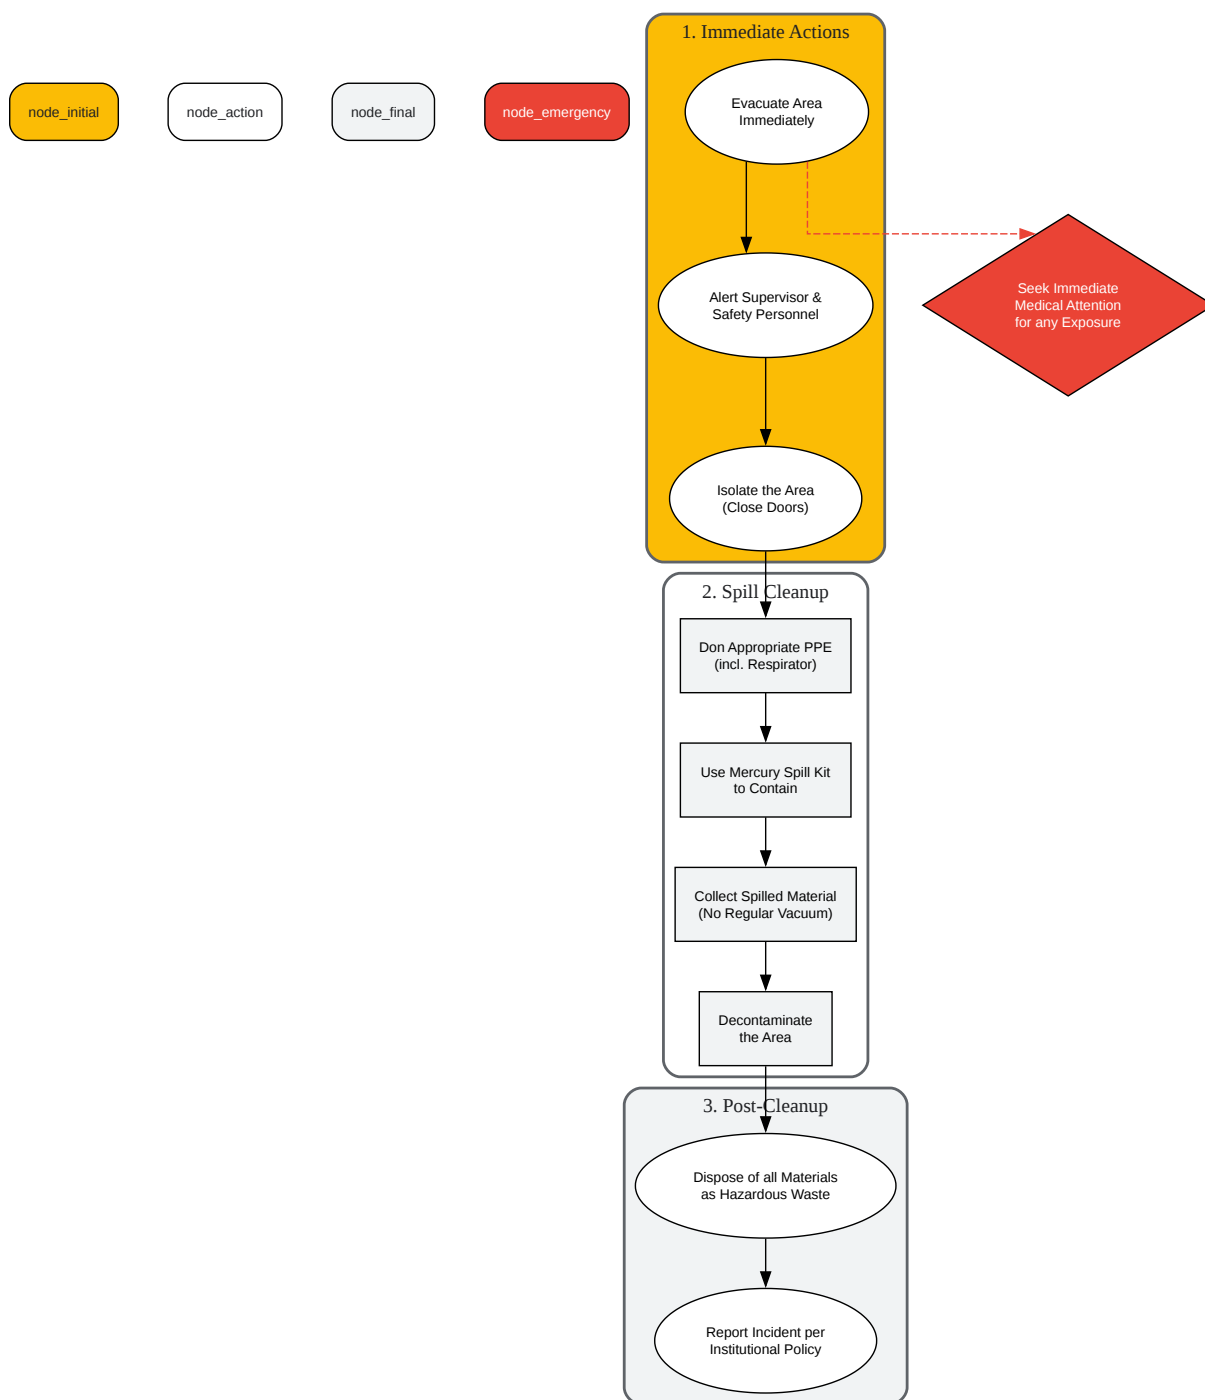 1. Immediate Actions
node_initial
node_action
node_final
node_emergency
Evacuate Area
Immediately
Alert Supervisor &
Safety Personnel
Seek Immediate
Medical Attention
for any Exposure
Isolate the Area
(Close Doors)
2. Spill Cleanup
Don Appropriate PPE
(incl. Respirator)
Use Mercury Spill Kit
to Contain
Collect Spilled Material
(No Regular Vacuum)
Decontaminate
the Area
3. Post-Cleanup
Dispose of all Materials
as Hazardous Waste
Report Incident per
Institutional Policy